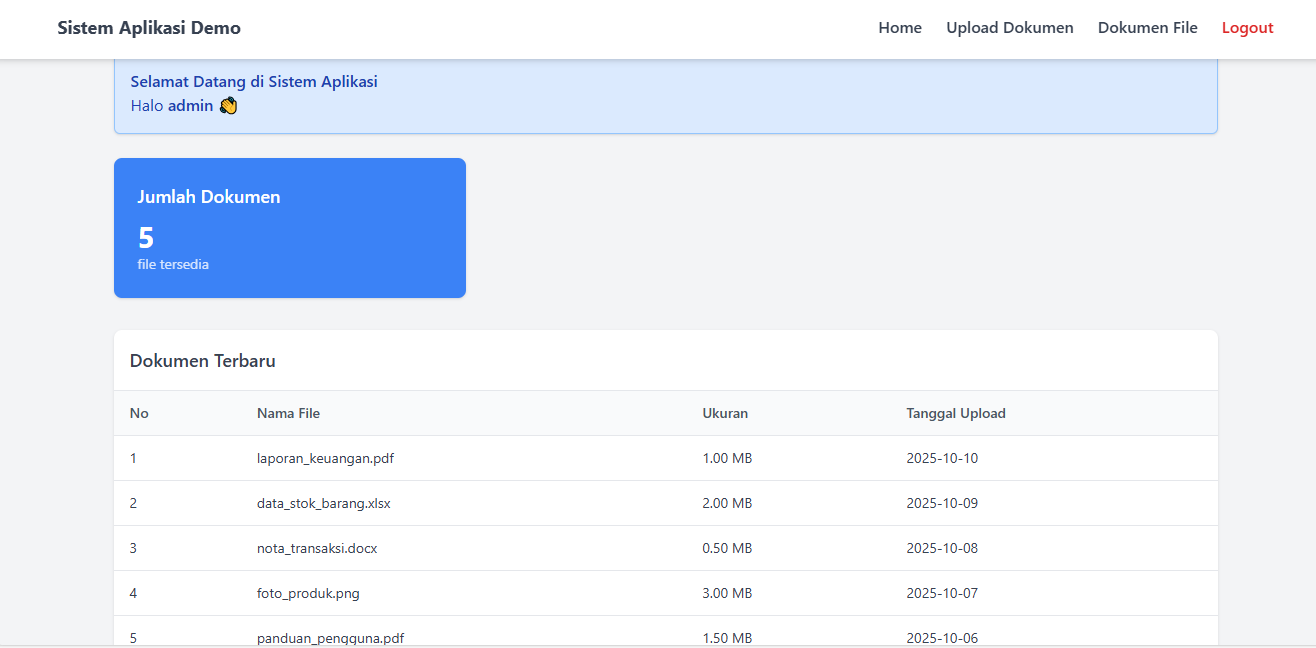 Sistem Aplikasi Demo
Home Upload Dokumen Dokumen File Logout
Selamat Datang di Sistem Aplikasi
Halo admin 👋
Jumlah Dokumen
5
file tersedia
Dokumen Terbaru
No Nama File Ukuran Tanggal Upload
1 laporan_keuangan.pdf 1.00 MB 2025-10-10
2 data_stok_barang.xlsx 2.00 MB 2025-10-09
3 nota_transaksi.docx 0.50 MB 2025-10-08
4 foto_produk.png 3.00 MB 2025-10-07
5 panduan_pengguna.pdf 1.50 MB 2025-10-06